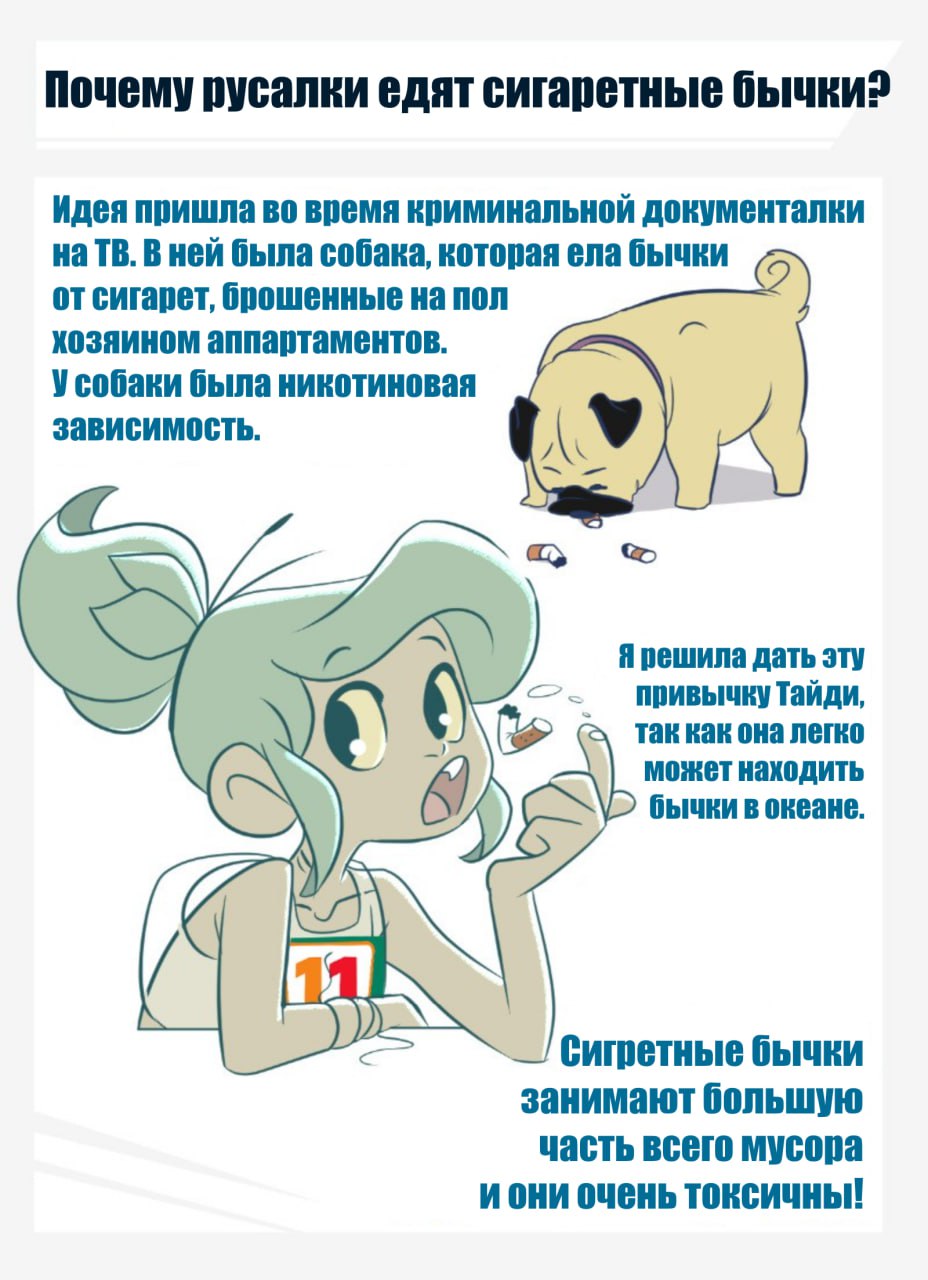 Почему русалки едят сигаретные бычки?
Идея пришла во время криминальной документалки
на ТВ. В ней была собака, которая ела бычки
от сигарет, брошенные на пол
хозяином аппартаментов.
У собаки была никотиновая
зависимость.
Я решила дать эту
привычку Тайди,
так как она легко
может находить
бычки в океане.
11
Сигретные бычки
занимают большую
часть всего мусора
и они очень токсичны!